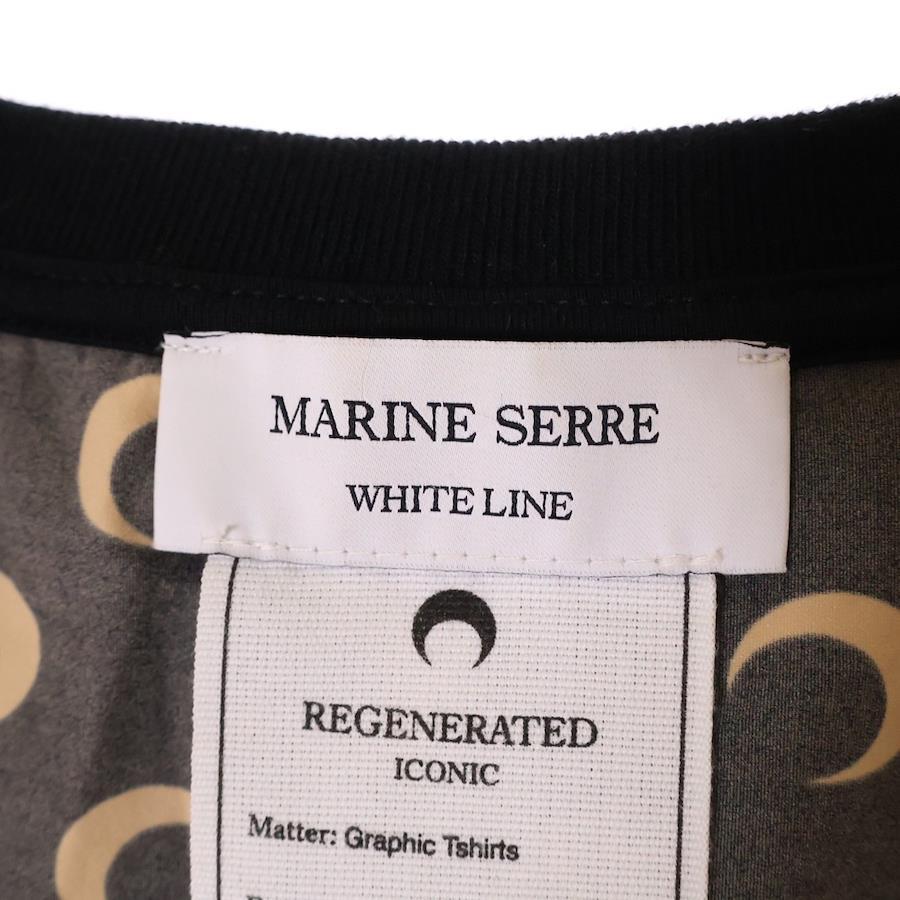 MARINE SERRE
WHITE LINE
REGENERATED
ICONIC
Matter: Graphic Tshirts